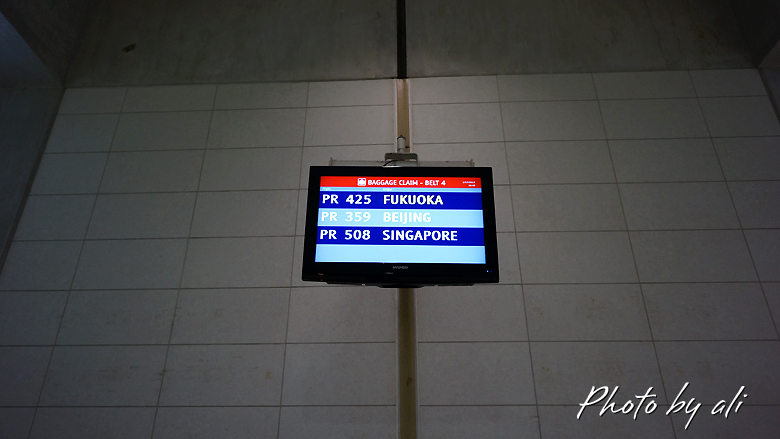 BAGGAGE CLAIM - BELT 4
PR 425 FUKUOKA
PR 359 BEIJING
PR 508 SINGAPORE
Photo by ali